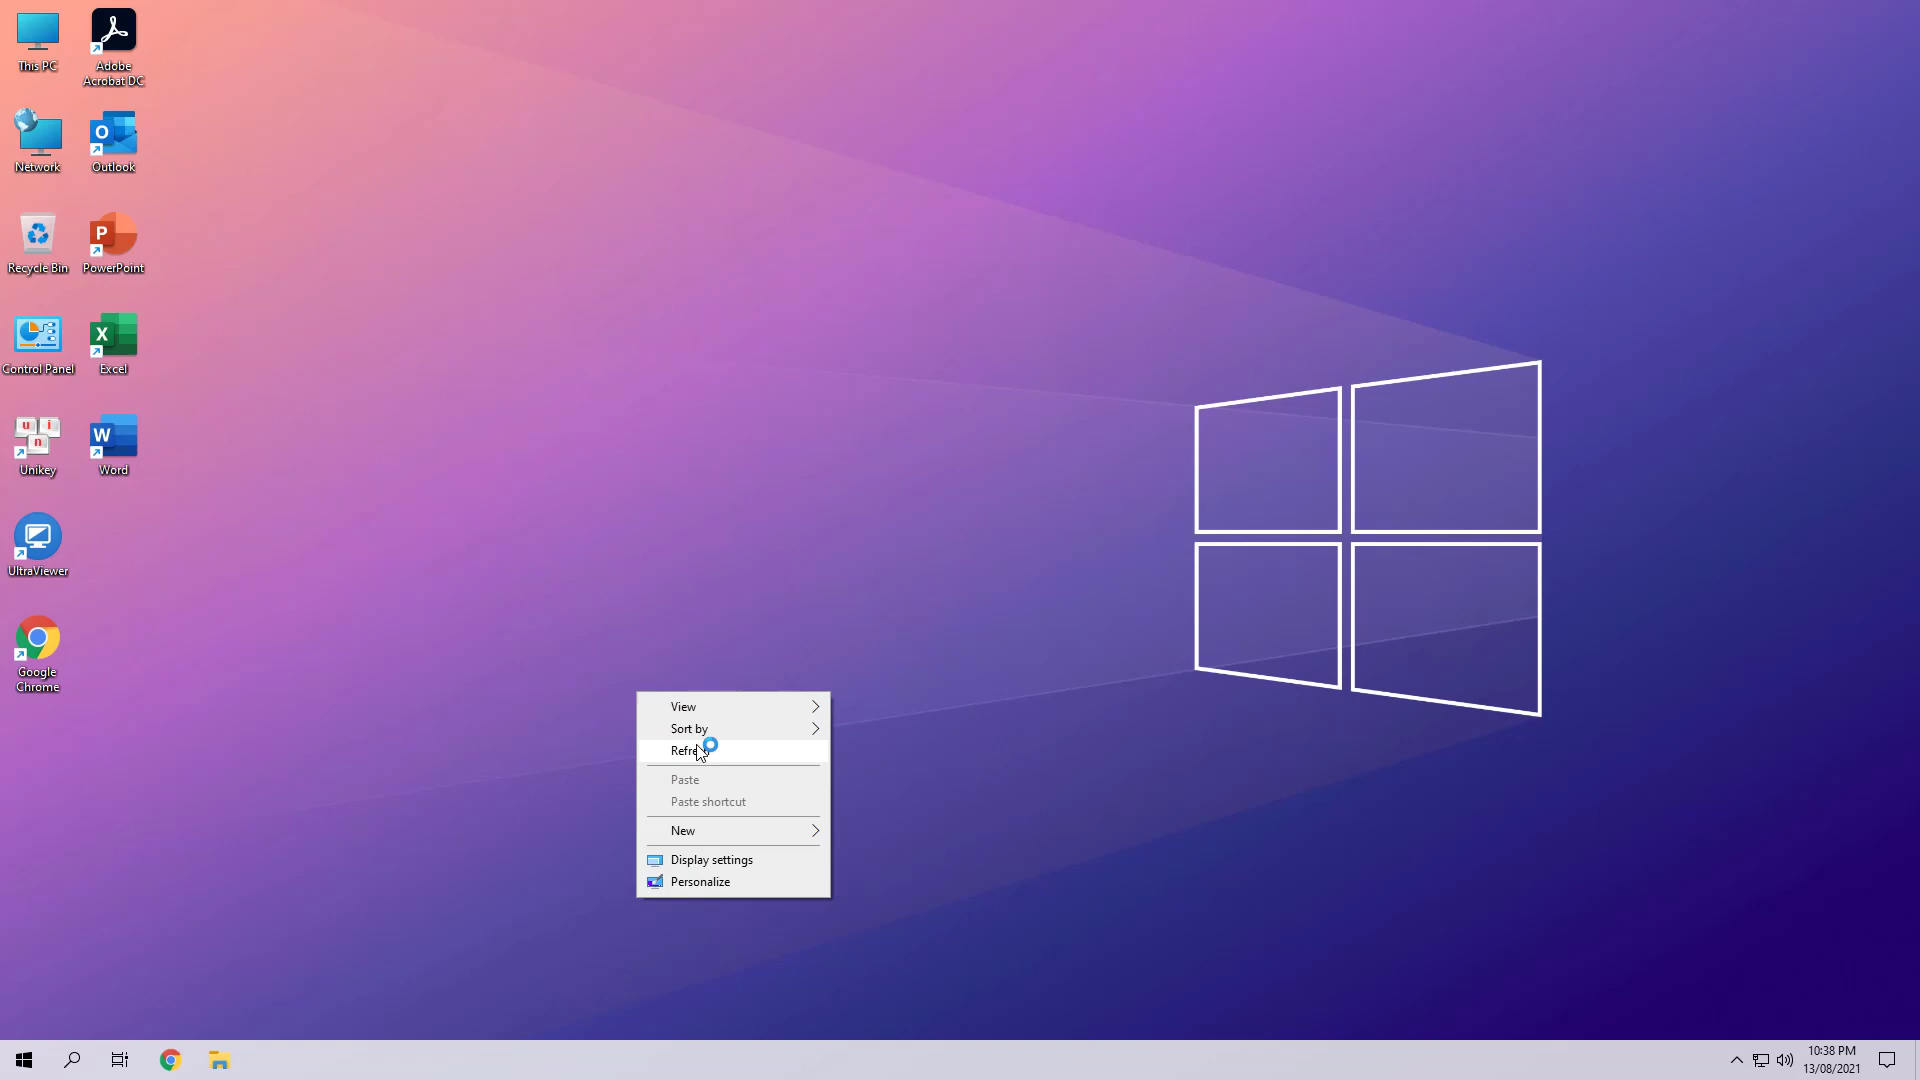 This PC
Adobe
Acrobat DC
Network
Outlook
Recycle Bin
PowerPoint
Control Panel
Excel
Unikey
Word
UltraViewer
Google
Chrome
View
Sort by
Paste
Paste shortcut
New
Display settings
Personalize
10:38 PM
13/08/2021